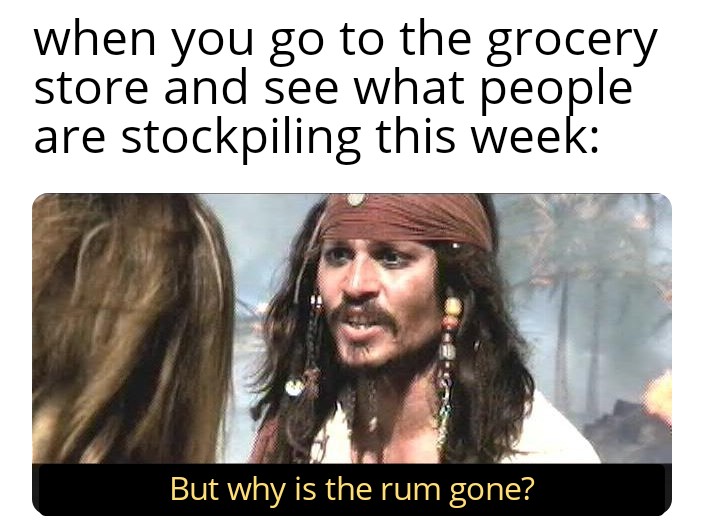 when you go to the grocery
store and see what people
are stockpiling this week:
But why is the rum gone?